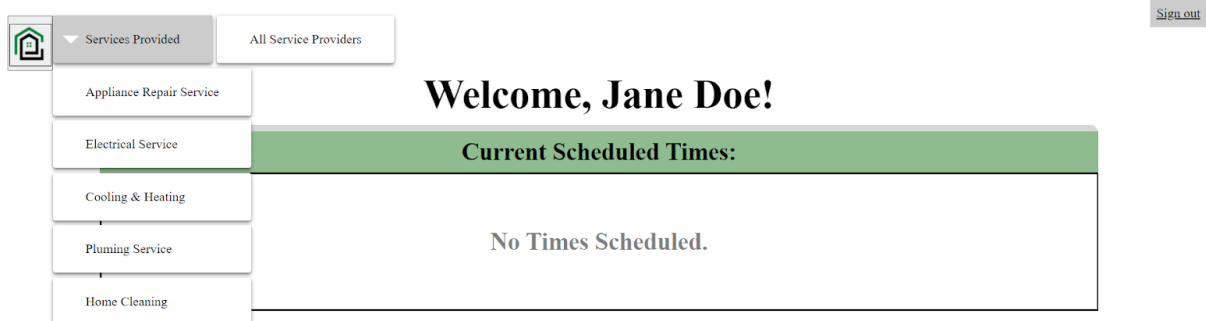 Sign out
Services Provided
All Service Providers
Appliance Repair Service
Electrical Service
Cooling & Heating
Pluming Service
Home Cleaning
Welcome, Jane Doe!
Current Scheduled Times:
No Times Scheduled.